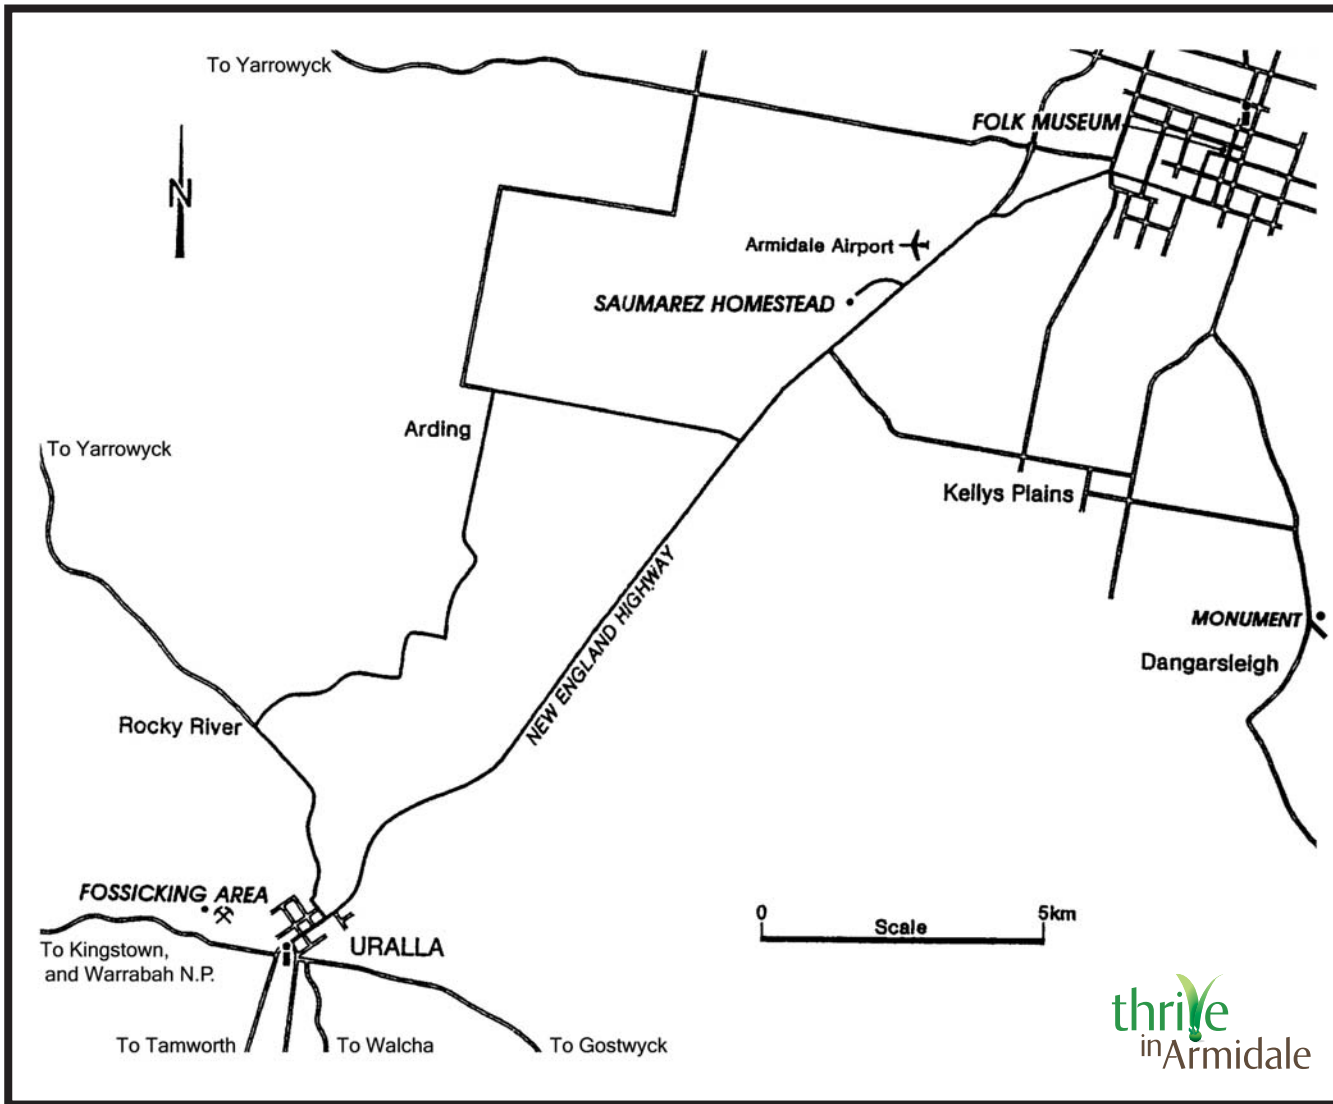 To Yarrowyck
N
FOLK MUSEUM
i
Armidale Airport
SAUMAREZ HOMESTEAD
Arding
To Yarrowyck
Kellys Plains
NEW ENGLAND HIGHWAY
MONUMENT
Dangarsleigh
Rocky River
FOSSICKING AREA
0 5km
Scale
URALLA
i
To Kingstown,
and Warrabah N.P.
To Tamworth
To Walcha
To Gostwyck
thrive
in Armidale